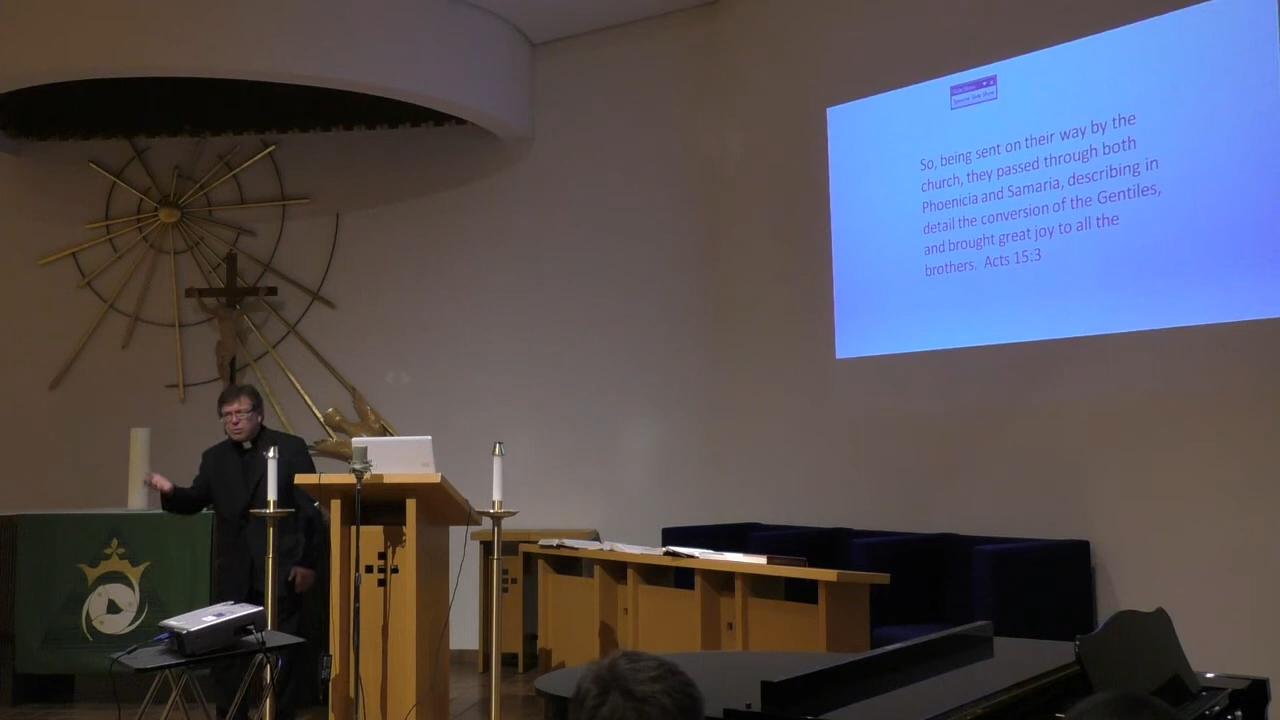 So, being sent on their way by the
church, they passed through both
Phoenicia and Samaria, describing in
detail the conversion of the Gentiles,
and brought great joy to all the
brothers.  Acts 15:3